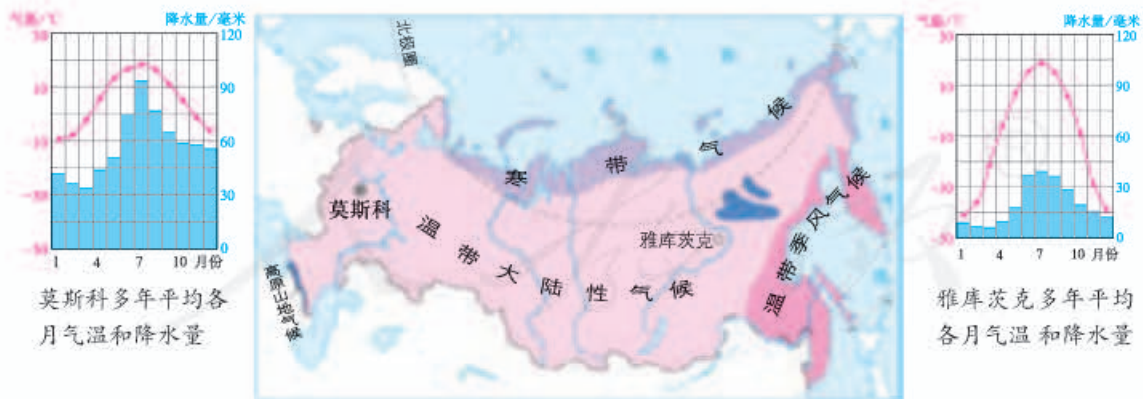 气温/℃ 降水量/毫米
30 120
10 90
-10 60
-30 30
-50 0
1 4 7 10 月份
莫斯科多年平均各
月气温和降水量
北极圈
寒带气候
莫斯科
温带大陆性气候
雅库茨克
温带季风气候
高原山地气候
气温/℃ 降水量/毫米
30 120
10 90
-10 60
-30 30
-50 0
1 4 7 10 月份
雅库茨克多年平均
各月气温和降水量